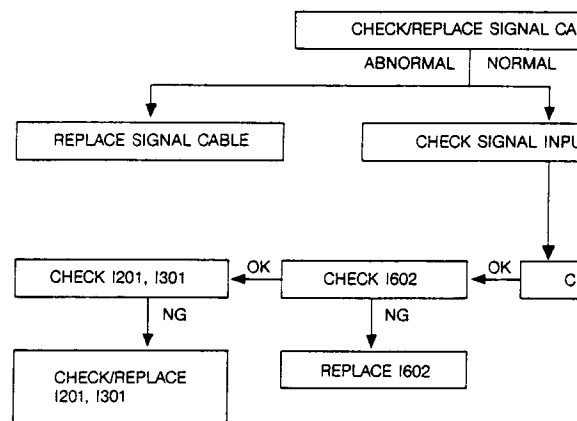 CHECK/REPLACE SIGNAL CA
ABNORMAL NORMAL
REPLACE SIGNAL CABLE
CHECK SIGNAL INPU
CHECK I201, I301
OK
CHECK I602
OK
C
NG
NG
CHECK/REPLACE
I201, I301
REPLACE I602